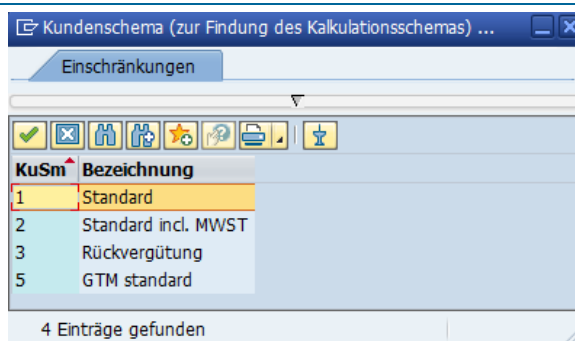 Kundenschema (zur Findung des Kalkulationsschemas) ...
Einschränkungen
KuSm Bezeichnung
1 Standard
2 Standard incl. MWST
3 Rückvergütung
5 GTM standard
4 Einträge gefunden